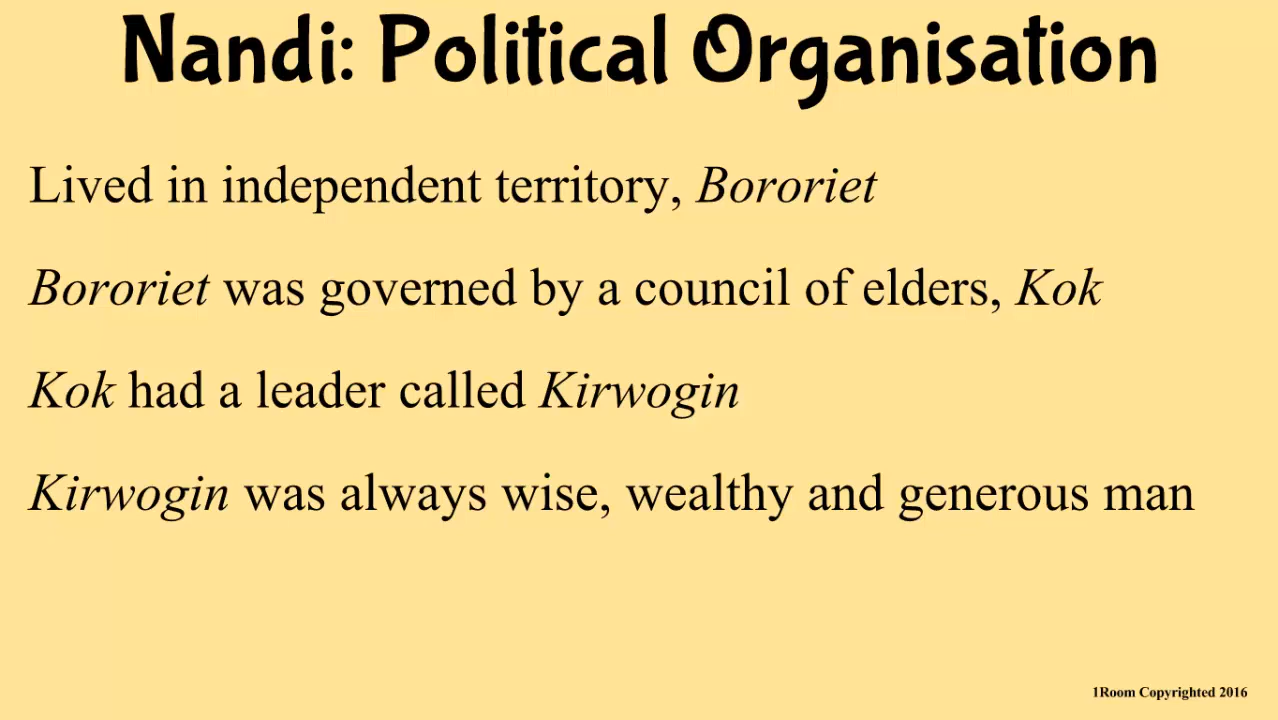 Nandi: Political Organisation
Lived in independent territory, Bororiet
Bororiet was governed by a council of elders, Kok
Kok had a leader called Kirwogin
Kirwogin was always wise, wealthy and generous man
1Room Copyrighted 2016